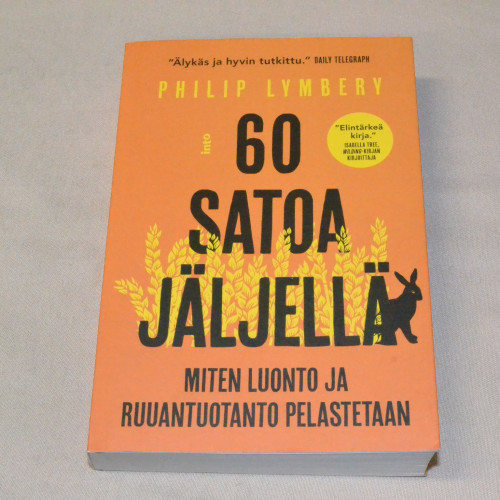 "Älykäs ja hyvin tutkittu." DAILY TELEGRAPH
PHILIP LYMBERY
into
60
"Elintärkeä
kirja."
ISABELLA TREE,
METSITTO-KIRJAN
KIRJOITTAJA
SATOA
JÄLJELLÄ
MITEN LUONTO JA
RUUANTUOTANTO PELASTETAAN